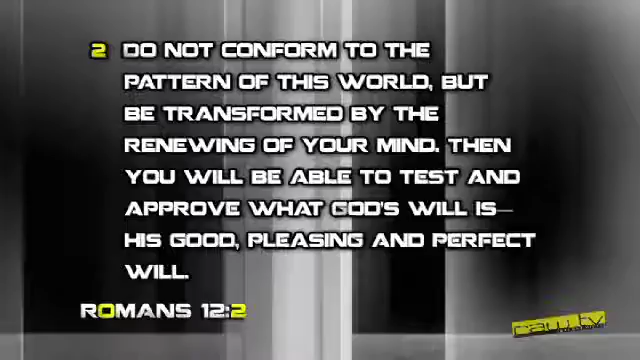 2 DO NOT CONFORM TO THE
PATTERN OF THIS WORLD, BUT
BE TRANSFORMED BY THE
RENEWING OF YOUR MIND. THEN
YOU WILL BE ABLE TO TEST AND
APPROVE WHAT GOD'S WILL IS—
HIS GOOD, PLEASING AND PERFECT
WILL.
ROMANS 12:2
raw tv